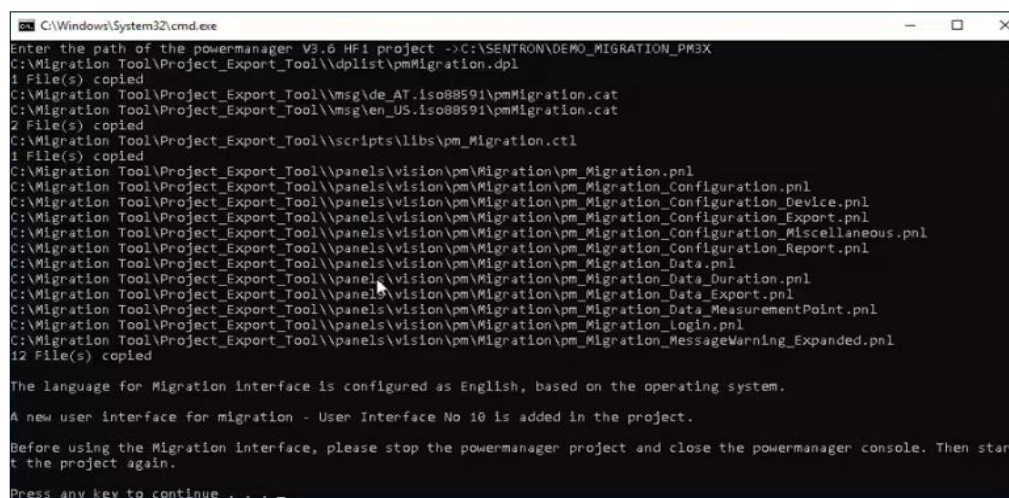 C:\Windows\System32\cmd.exe
Enter the path of the powermanager V3.6 HF1 project ->C:\SENTRON\DEMO_MIGRATION_PM3X
C:\Migration Tool\Project_Export_Tool\\dplist\pmMigration.dpl
1 File(s) copied
C:\Migration Tool\Project_Export_Tool\\msg\de_AT.iso88591\pmMigration.cat
C:\Migration Tool\Project_Export_Tool\\msg\en_US.iso88591\pmMigration.cat
2 File(s) copied
C:\Migration Tool\Project_Export_Tool\\scripts\libs\pm_Migration.ctl
1 File(s) copied
C:\Migration Tool\Project_Export_Tool\\panels\vision\pm\Migration\pm_Migration.pnl
C:\Migration Tool\Project_Export_Tool\\panels\vision\pm\Migration\pm_Migration_Configuration.pnl
C:\Migration Tool\Project_Export_Tool\\panels\vision\pm\Migration\pm_Migration_Configuration_Device.pnl
C:\Migration Tool\Project_Export_Tool\\panels\vision\pm\Migration\pm_Migration_Configuration_Export.pnl
C:\Migration Tool\Project_Export_Tool\\panels\vision\pm\Migration\pm_Migration_Configuration_Miscellaneous.pnl
C:\Migration Tool\Project_Export_Tool\\panels\vision\pm\Migration\pm_Migration_Configuration_Report.pnl
C:\Migration Tool\Project_Export_Tool\\panels\vision\pm\Migration\pm_Migration_Data.pnl
C:\Migration Tool\Project_Export_Tool\\panels\vision\pm\Migration\pm_Migration_Data_Duration.pnl
C:\Migration Tool\Project_Export_Tool\\panels\vision\pm\Migration\pm_Migration_Data_Export.pnl
C:\Migration Tool\Project_Export_Tool\\panels\vision\pm\Migration\pm_Migration_Data_MeasurementPoint.pnl
C:\Migration Tool\Project_Export_Tool\\panels\vision\pm\Migration\pm_Migration_Login.pnl
C:\Migration Tool\Project_Export_Tool\\panels\vision\pm\Migration\pm_Migration_MessageWarning_Expanded.pnl
12 File(s) copied
The language for Migration interface is configured as English, based on the operating system.
A new user interface for migration - User Interface No 10 is added in the project.
Before using the Migration interface, please stop the powermanager project and close the powermanager console. Then star
t the project again.
Press any key to continue . . . _